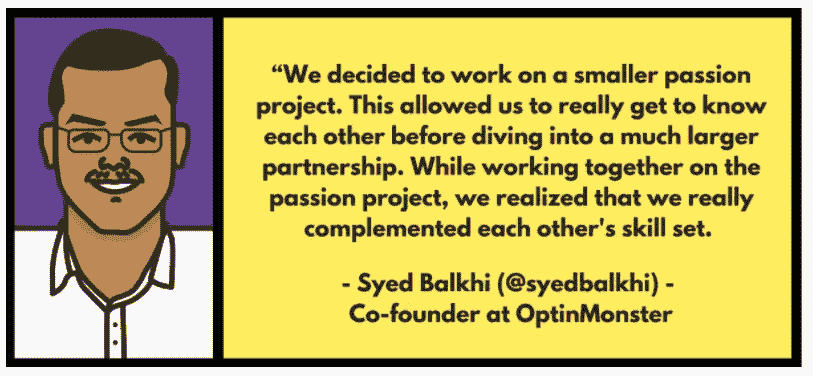 “We decided to work on a smaller passion
project. This allowed us to really get to know
each other before diving into a much larger
partnership. While working together on the
passion project, we realized that we really
complemented each other's skill set.
- Syed Balkhi (@syedbalkhi) -
Co-founder at OptinMonster